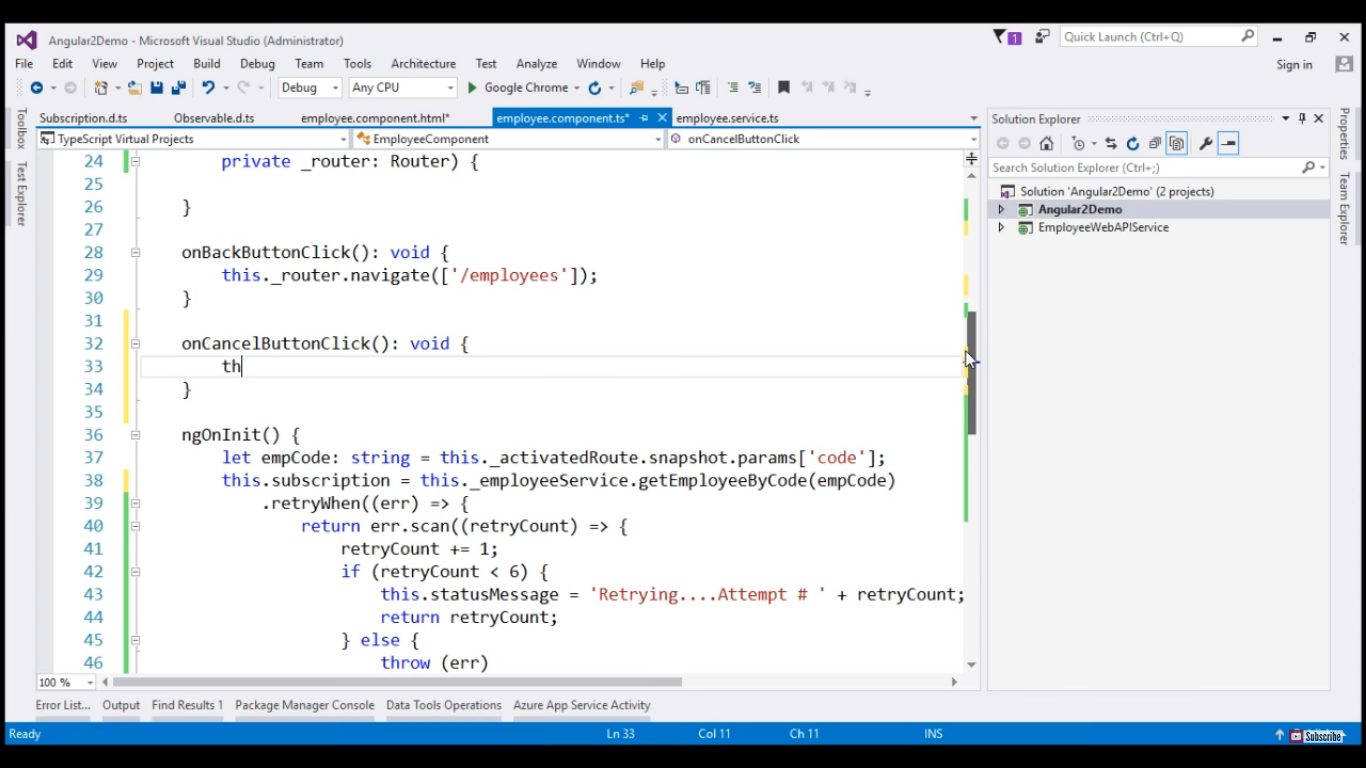 Angular2Demo - Microsoft Visual Studio (Administrator)
1
Quick Launch (Ctrl+Q)
File Edit View Project Build Debug Team Tools Architecture Test Analyze Window Help
Sign in
Debug Any CPU Google Chrome
Toolbox
Test Explorer
Subscription.d.ts Observable.d.ts employee.component.html* employee.component.ts* employee.service.ts
TypeScript Virtual Projects EmployeeComponent onCancelButtonClick
24 private _router: Router) {
25
26 }
27
28 onBackButtonClick(): void {
29 this._router.navigate(['/employees']);
30 }
31
32 onCancelButtonClick(): void {
33 th
34 }
35
36 ngOnInit() {
37 let empCode: string = this._activatedRoute.snapshot.params['code'];
38 this.subscription = this._employeeService.getEmployeeByCode(empCode)
39 .retryWhen((err) => {
40 return err.scan((retryCount) => {
41 retryCount += 1;
42 if (retryCount < 6) {
43 this.statusMessage = 'Retrying....Attempt # ' + retryCount;
44 return retryCount;
45 } else {
46 throw (err)
100 %
Solution Explorer
Search Solution Explorer (Ctrl+;)
Solution 'Angular2Demo' (2 projects)
Angular2Demo
EmployeeWebAPIService
Properties
Team Explorer
Error List... Output Find Results 1 Package Manager Console Data Tools Operations Azure App Service Activity
Ready Ln 33 Col 11 Ch 11 INS
Subscribe